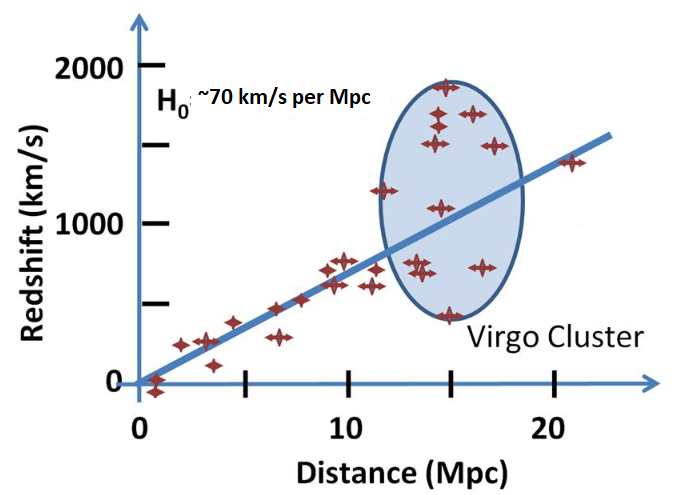 2000
H0: ~70 km/s per Mpc
Redshift (km/s)
1000
Virgo Cluster
0
0 10 20
Distance (Mpc)